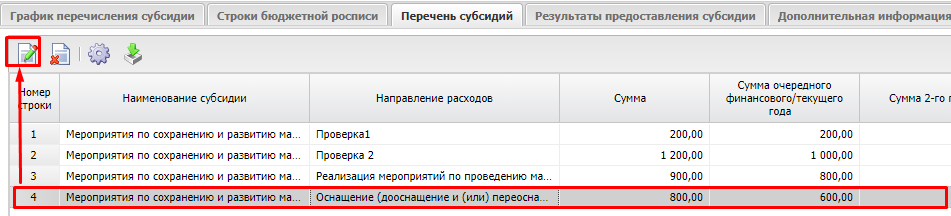 График перечисления субсидии Строки бюджетной росписи Перечень субсидий Результаты предоставления субсидии Дополнительная информация
Номер строки Наименование субсидии Направление расходов Сумма Сумма очередного финансового/текущего года Сумма 2-го
1 Мероприятия по сохранению и развитию ма... Проверка1 200,00 200,00
2 Мероприятия по сохранению и развитию ма... Проверка 2 1 200,00 1 000,00
3 Мероприятия по сохранению и развитию ма... Реализация мероприятий по проведению ма... 900,00 800,00
4 Мероприятия по сохранению и развитию ма... Оснащение (дооснащение и (или) переосна... 800,00 600,00